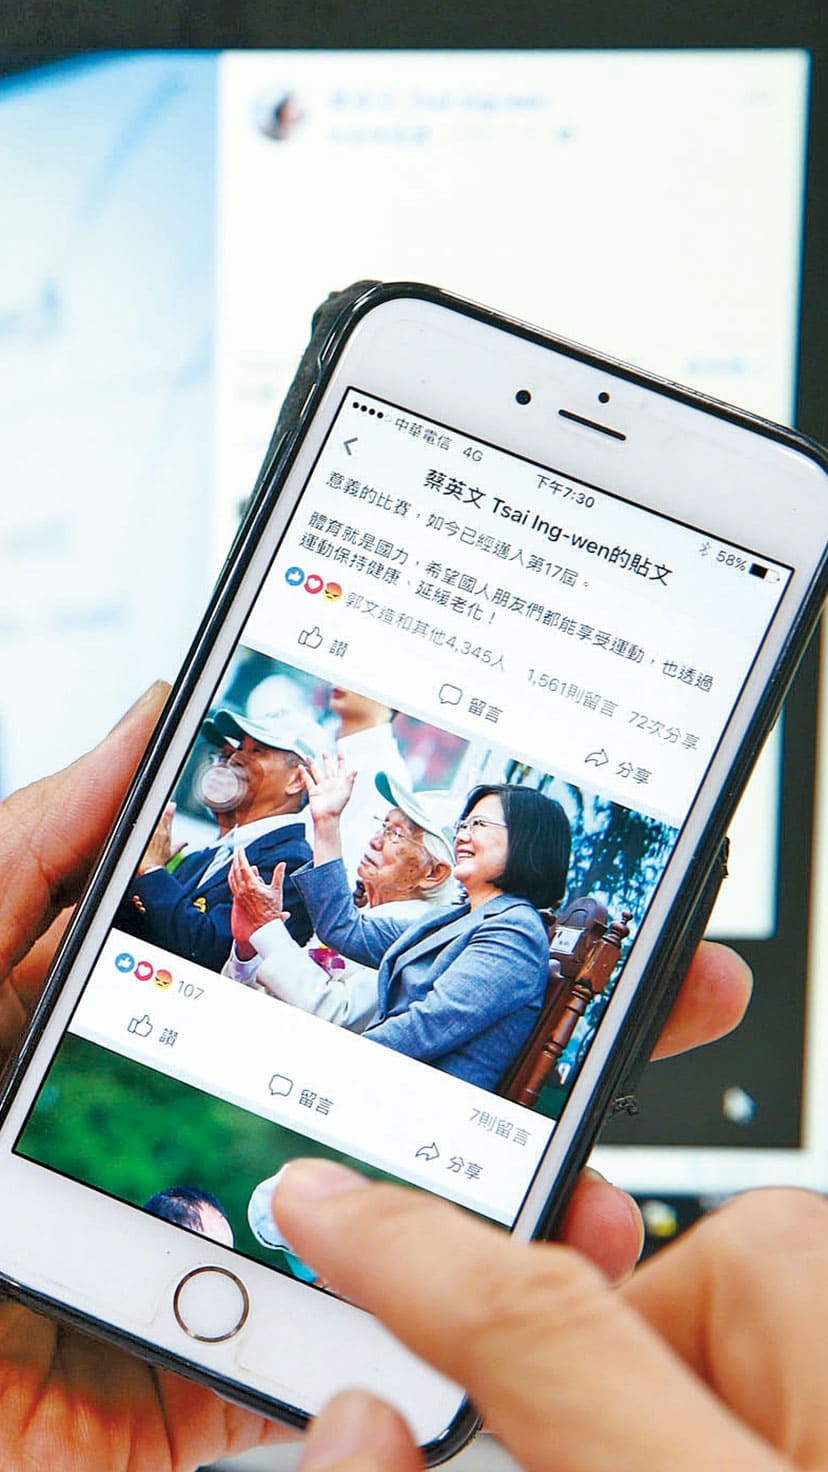 中華電信 4G
下午7:30
58%
蔡英文 Tsai Ing-wen的貼文
意義的比賽，如今已經邁入第17屆。
體育就是國力，希望國人朋友們都能享受運動，也透過
運動保持健康、延緩老化！
郭文造和其他4,345人 1,561則留言 72次分享
讚 留言 分享
107 7則留言
讚 留言 分享